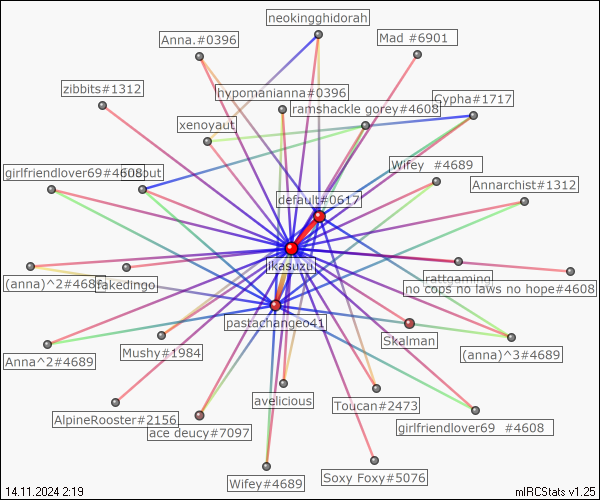 neokingghidorah
Anna.#0396
Mad #6901
zibbits#1312
hypomanianna#0396
ramshackle gorey#4608
Cypha#1717
xenoyaut
girlfriendlover69#4608
Wifey #4689
Annarchist#1312
default#0617
jkasuzu
rattgaming
(anna)^2#4689
fakedingo
no cops no laws no hope#4608
pastachangeo41
Skalman
Anna^2#4689
Mushy#1984
(anna)^3#4689
avelicious
Toucan#2473
AlpineRooster#2156
ace deucy#7097
girlfriendlover69 #4608
Wifey#4689
Soxy Foxy#5076
14.11.2024 2:19
mIRCStats v1.25